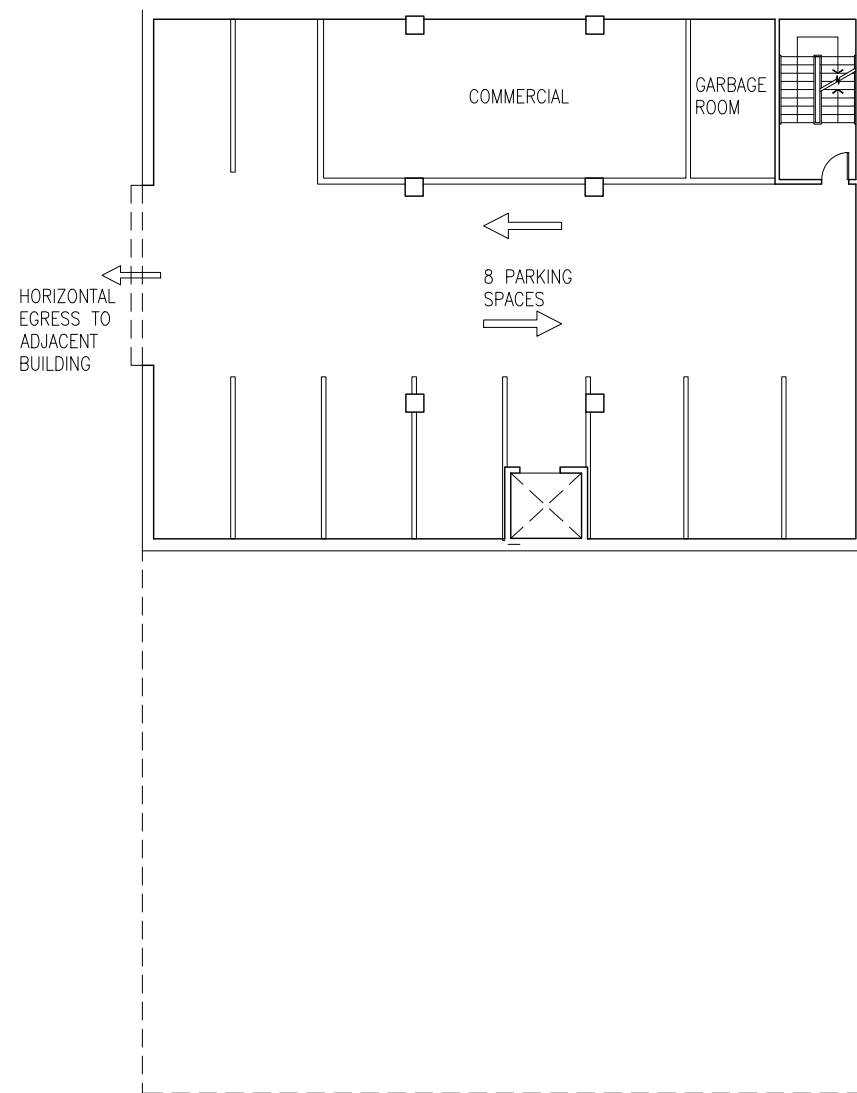 COMMERCIAL
GARBAGE
ROOM
8 PARKING
SPACES
HORIZONTAL
EGRESS TO
ADJACENT
BUILDING